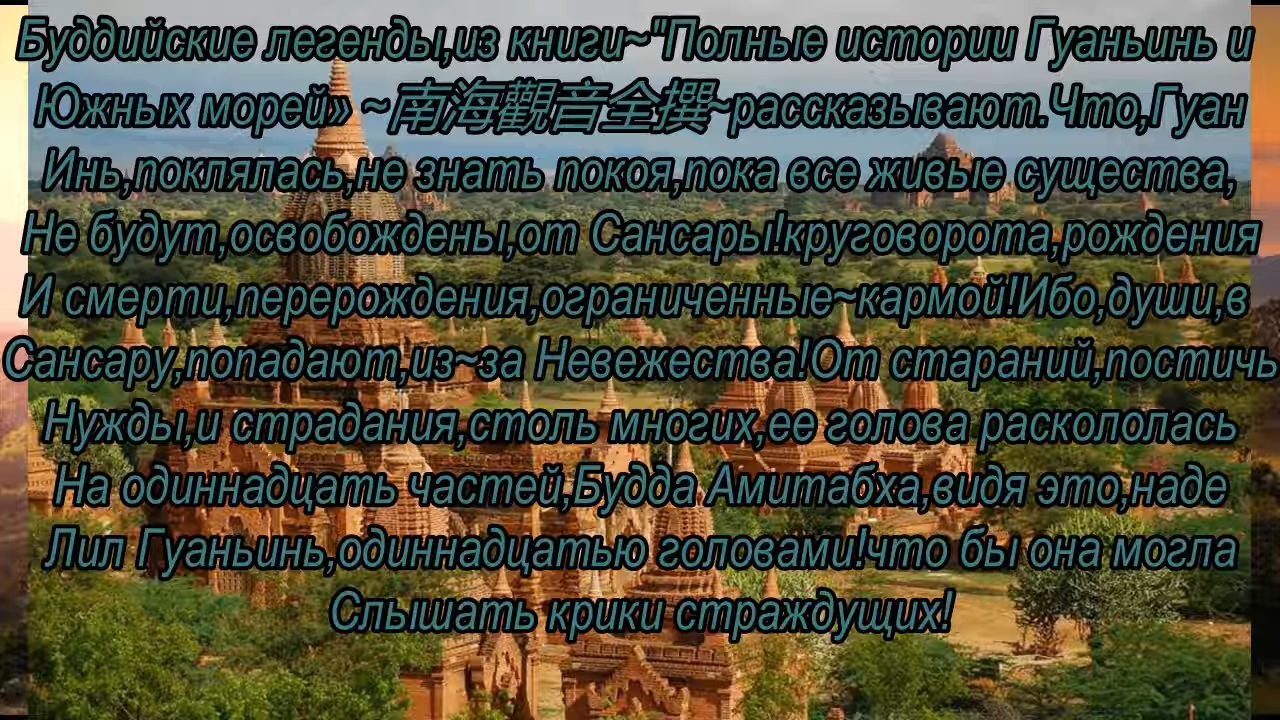 Буддийские легенды,из книги~"Полные истории Гуаньинь и
Южных морей» ~南海觀音全撰~рассказывают.Что,Гуан
Инь,поклялась,не знать покоя,пока все живые существа,
Не будут,освобождены,от Сансары!круговорота,рождения
И смерти,перерождения,ограниченные~кармой!Ибо,души,в
Сансару,попадают,из~за Невежества!От стараний,постичь
Нужды,и страдания,столь многих,ее голова раскололась
На одиннадцать частей,Будда Амитабха,видя это,наде
Лил Гуаньинь,одиннадцатью головами!что бы она могла
Слышать крики страждущих!